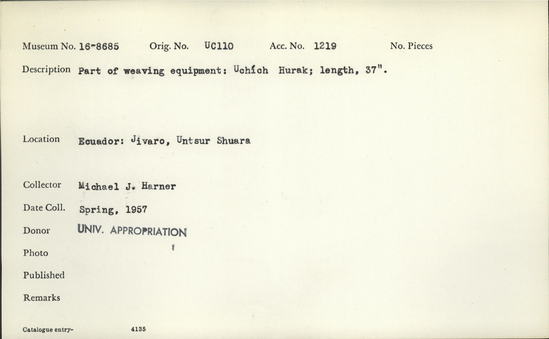 Museum No. 16-8685 Orig. No. UC110 Acc. No. 1219 No. Pieces
Description Part of weaving equipment: Uchích Hurak; length, 37".
Location Ecuador: Jivaro, Untsur Shuara
Collector Michael J. Harner
Date Coll. Spring, 1957
Donor UNIV. APPROPRIATION
Photo
Published
Remarks
Catalogue entry- 4135